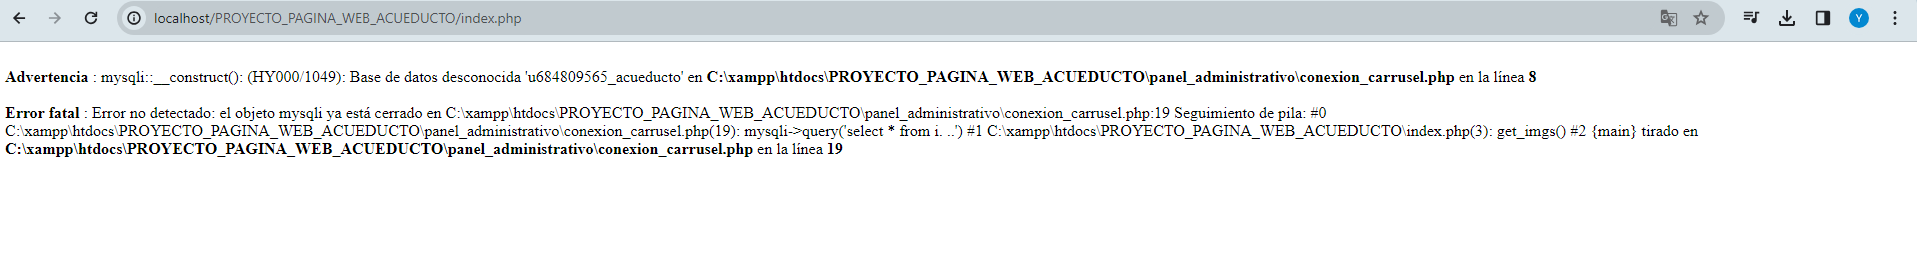 localhost/PROYECTO_PAGINA_WEB_ACUEDUCTO/index.php
Y
Advertencia : mysqli::__construct(): (HY000/1049): Base de datos desconocida 'u684809565_acueducto' en C:\xampp\htdocs\PROYECTO_PAGINA_WEB_ACUEDUCTO\panel_administrativo\conexion_carrusel.php en la línea 8
Error fatal : Error no detectado: el objeto mysqli ya está cerrado en C:\xampp\htdocs\PROYECTO_PAGINA_WEB_ACUEDUCTO\panel_administrativo\conexion_carrusel.php:19 Seguimiento de pila: #0
C:\xampp\htdocs\PROYECTO_PAGINA_WEB_ACUEDUCTO\panel_administrativo\conexion_carrusel.php(19): mysqli->query('select * from i. ..') #1 C:\xampp\htdocs\PROYECTO_PAGINA_WEB_ACUEDUCTO\index.php(3): get_imgs() #2 {main} tirado en
C:\xampp\htdocs\PROYECTO_PAGINA_WEB_ACUEDUCTO\panel_administrativo\conexion_carrusel.php en la línea 19